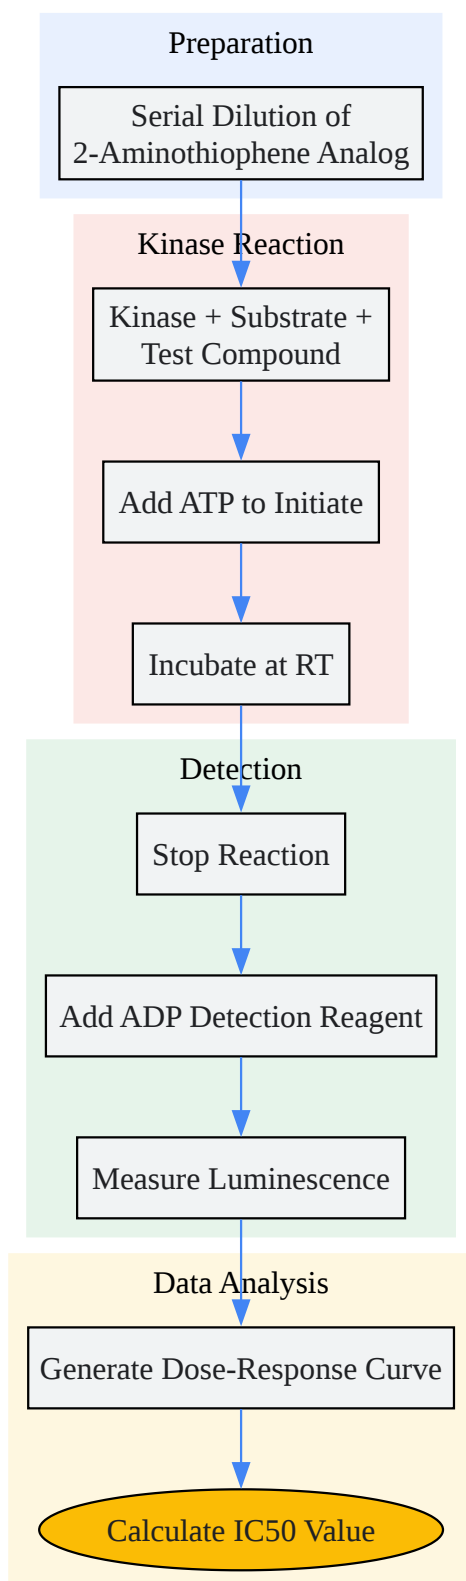 Preparation
Serial Dilution of
2-Aminothiophene Analog
Kinase Reaction
Kinase + Substrate +
Test Compound
Add ATP to Initiate
Incubate at RT
Detection
Stop Reaction
Add ADP Detection Reagent
Measure Luminescence
Data Analysis
Generate Dose-Response Curve
Calculate IC50 Value